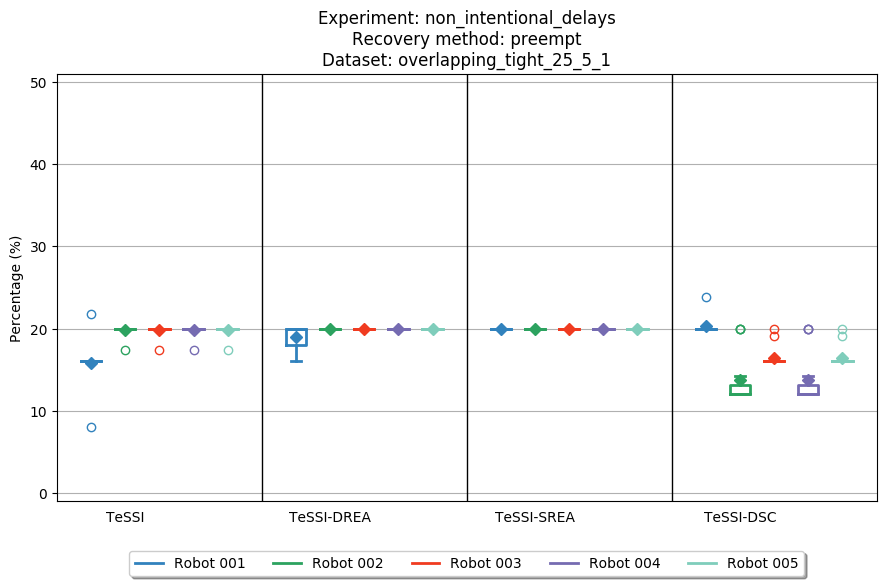 Experiment: non_intentional_delays
Recovery method: preempt
Dataset: overlapping_tight_25_5_1
50
40
30
20
10
0
Percentage (%)
TeSSI TeSSI-DREA TeSSI-SREA TeSSI-DSC
Robot 001 Robot 002 Robot 003 Robot 004 Robot 005